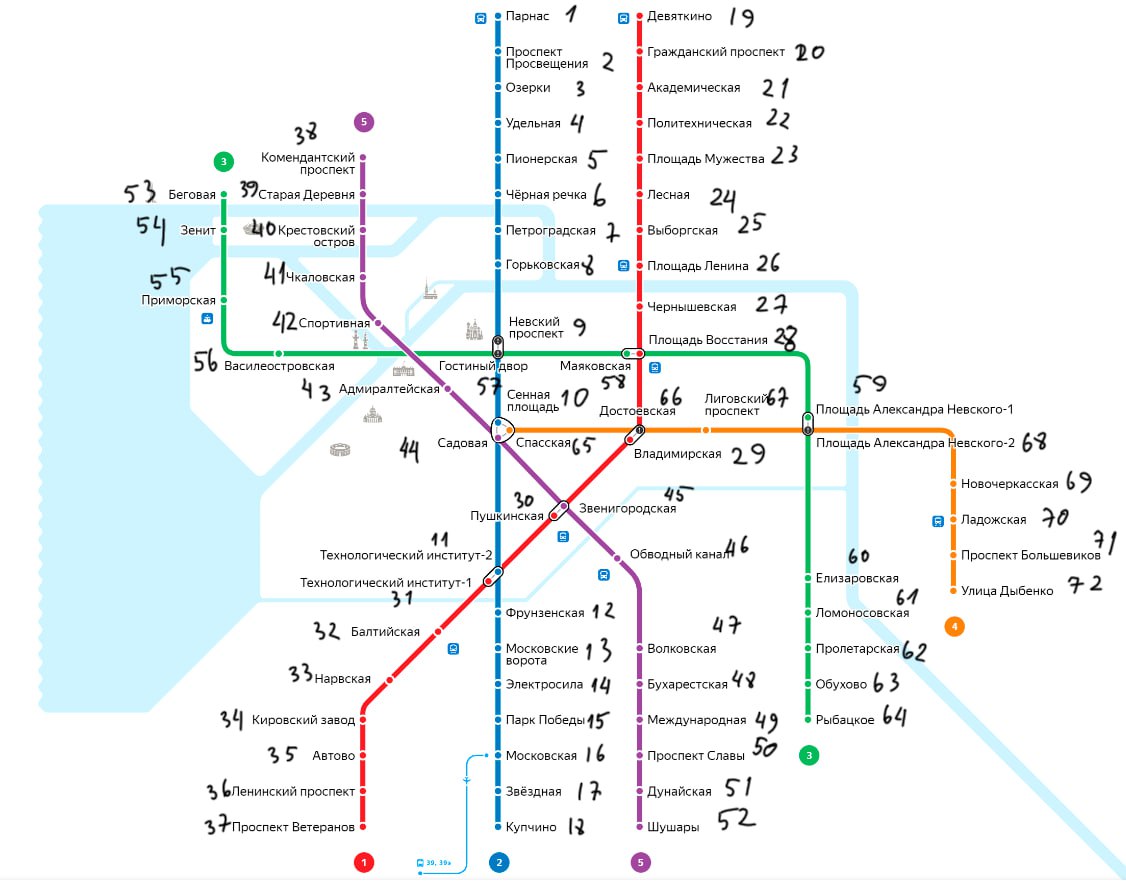 Парнас 1
Проспект
Просвещения 2
Озерки 3
Удельная 4
Пионерская 5
Чёрная речка 6
Петроградская 7
Горьковская 8
Невский
проспект 9
Сенная
площадь 10
11
Технологический институт-2
Фрунзенская 12
Московские
ворота 13
Электросила 14
Парк Победы 15
Московская 16
Звёздная 17
Купчино 18
2
39, 39а
Девяткино 19
Гражданский проспект 20
Академическая 21
Политехническая 22
Площадь Мужества 23
Лесная 24
Выборгская 25
Площадь Ленина 26
Чернышевская 27
Площадь Восстания 28
Владимирская 29
30
Пушкинская
Технологический институт-1
31
32 Балтийская
33 Нарвская
34 Кировский завод
35 Автово
36 Ленинский проспект
37 Проспект Ветеранов
1
5
38
Комендантский
проспект
39 Старая Деревня
40 Крестовский
остров
41 Чкаловская
42 Спортивная
43 Адмиралтейская
44 Садовая
45
Звенигородская
Обводный канал 46
47
Волковская
Бухарестская 48
Международная 49
Проспект Славы 50
Дунайская 51
Шушары 52
5
3
53 Беговая
54 Зенит
55
Приморская
56 Василеостровская
Гостиный двор
57
Маяковская
58
59
Площадь Александра Невского-1
60
Елизаровская
61
Ломоносовская
Пролетарская 62
Обухово 63
Рыбацкое 64
3
Спасская 65
66
Достоевская
Лиговский 67
проспект
Площадь Александра Невского-2 68
Новочеркасская 69
Ладожская 70
Проспект Большевиков 71
Улица Дыбенко 72
4